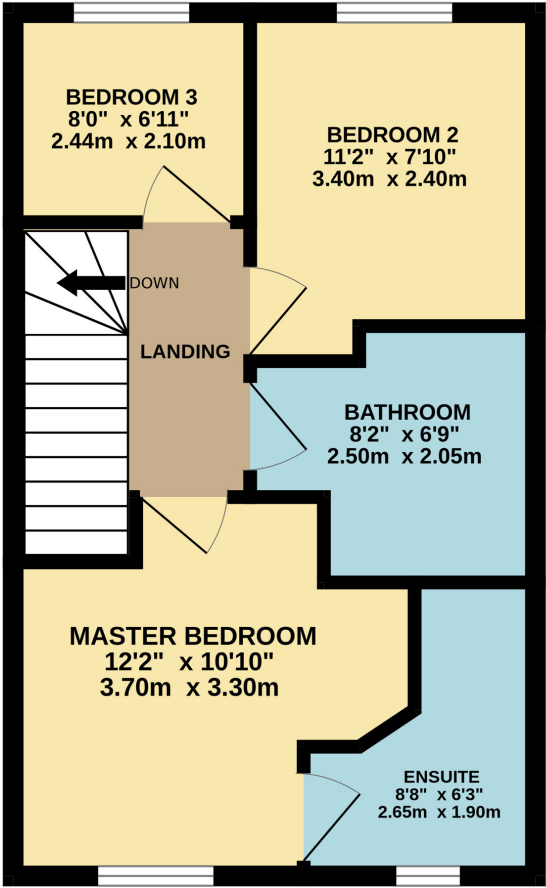 BEDROOM 3
8'0" x 6'11"
2.44m x 2.10m
BEDROOM 2
11'2" x 7'10"
3.40m x 2.40m
DOWN
LANDING
BATHROOM
8'2" x 6'9"
2.50m x 2.05m
MASTER BEDROOM
12'2" x 10'10"
3.70m x 3.30m
ENSUITE
8'8" x 6'3"
2.65m x 1.90m